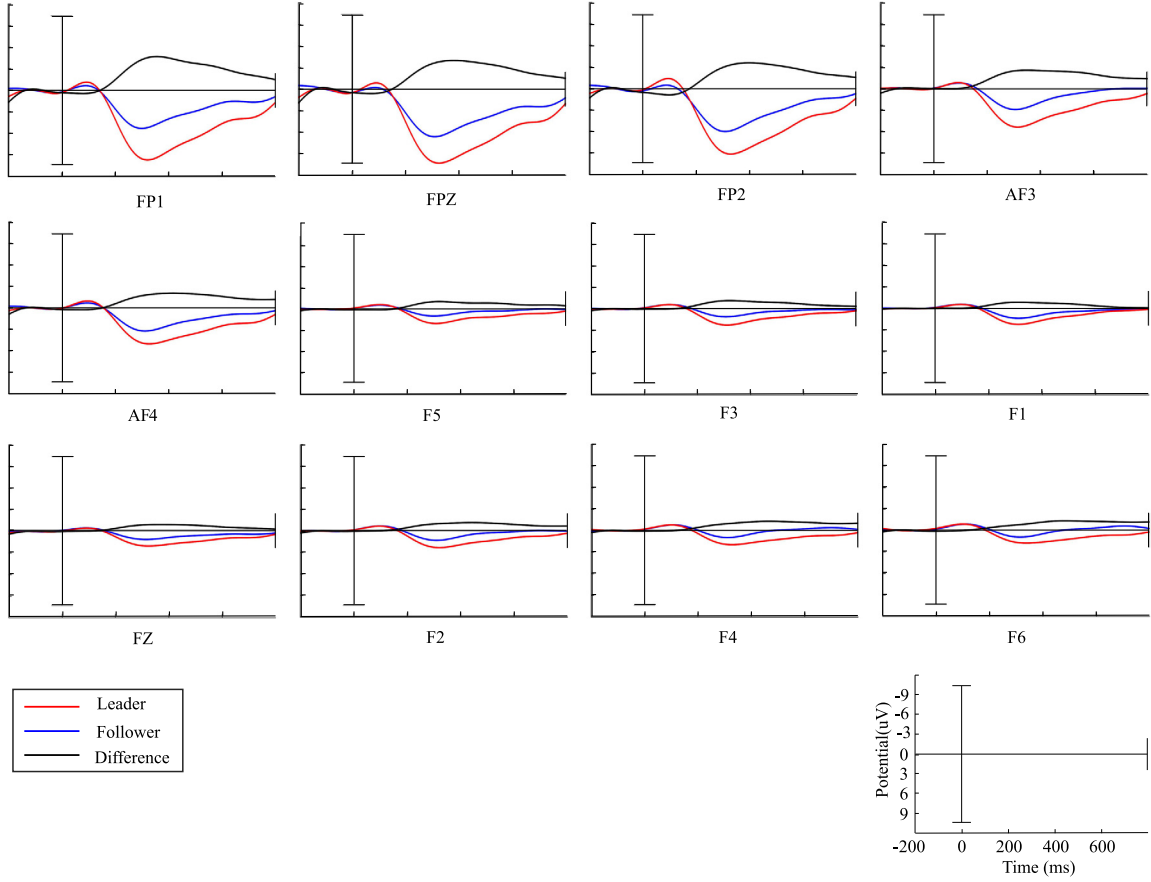 FP1 FPZ FP2 AF3
AF4 F5 F3 F1
FZ F2 F4 F6
Leader
Follower
Difference
Potential(uV)
-9
-6
-3
0
3
6
9
-200 0 200 400 600
Time (ms)